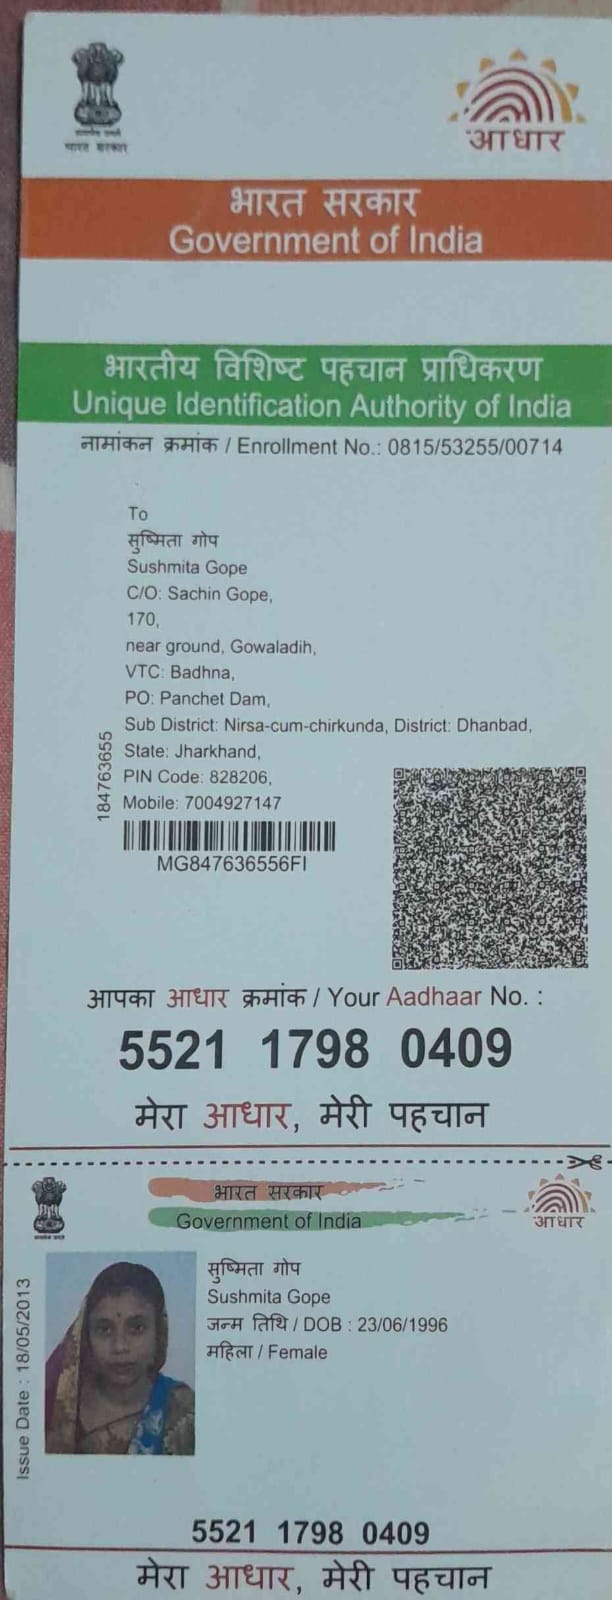 भारत सरकार
आधार
भारत सरकार
Government of India
भारतीय विशिष्ट पहचान प्राधिकरण
Unique Identification Authority of India
नामांकन क्रमांक / Enrollment No.: 0815/53255/00714
To
सुष्मिता गोप
Sushmita Gope
C/O: Sachin Gope,
170,
near ground, Gowaladih,
VTC: Badhna,
PO: Panchet Dam,
Sub District: Nirsa-cum-chirkunda, District: Dhanbad,
State: Jharkhand,
PIN Code: 828206,
Mobile: 7004927147
184763655
MG847636556FI
आपका आधार क्रमांक / Your Aadhaar No. :
5521 1798 0409
मेरा आधार, मेरी पहचान
भारत सरकार
Government of India
आधार
Issue Date : 18/05/2013
सुष्मिता गोप
Sushmita Gope
जन्म तिथि / DOB : 23/06/1996
महिला / Female
5521 1798 0409
मेरा आधार, मेरी पहचान